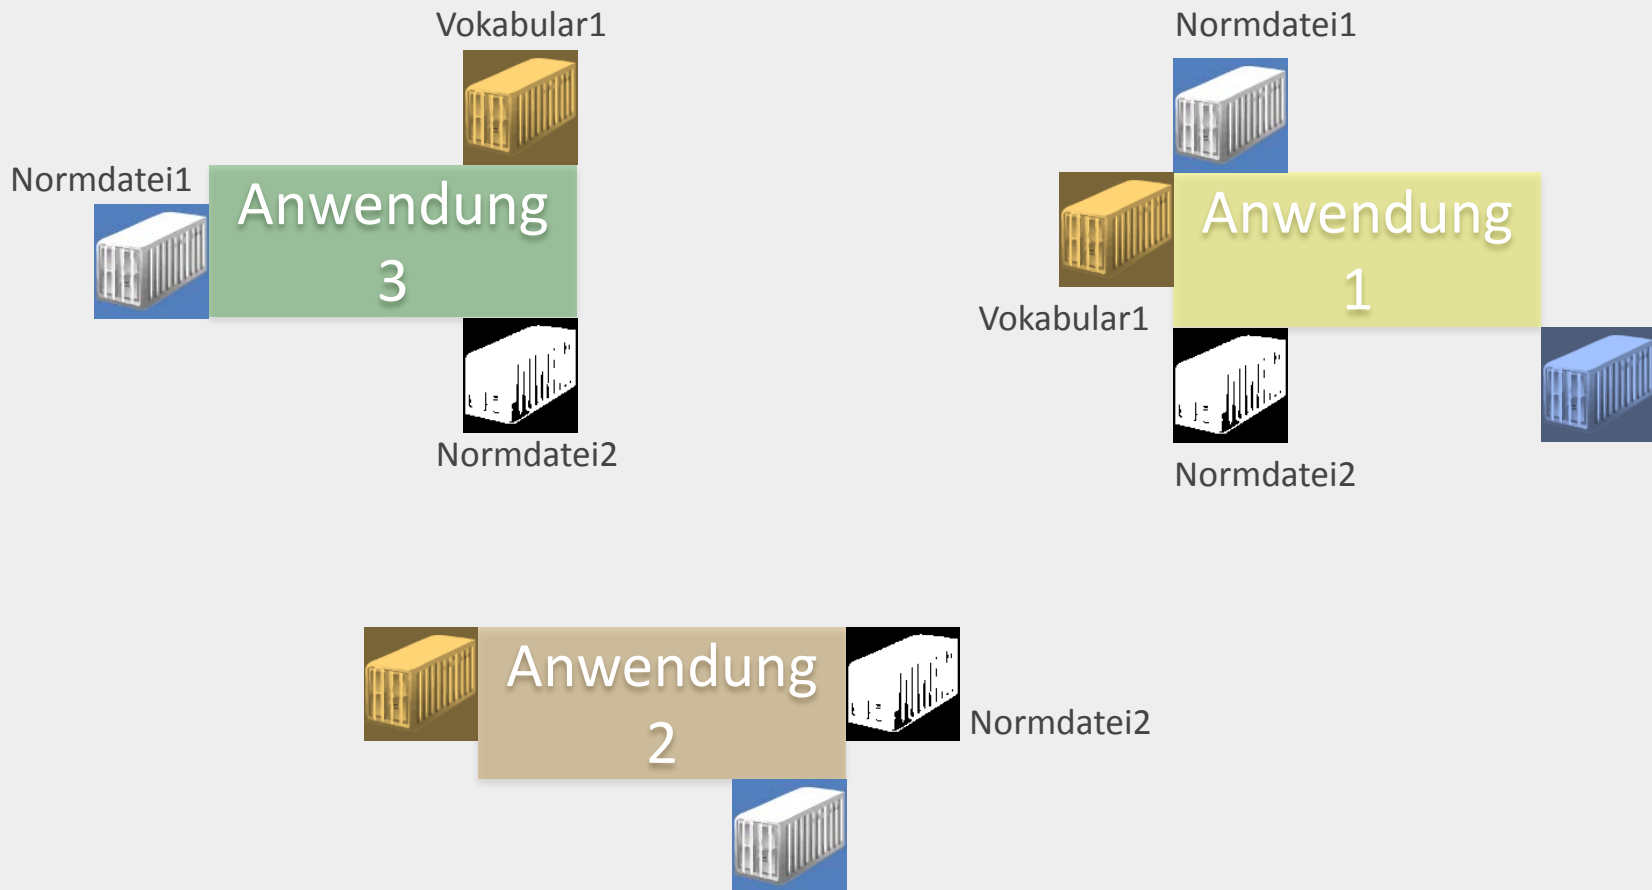 Vokabular1
Normdatei1
Normdatei1
Anwendung
3
Anwendung
1
Vokabular1
Normdatei2
Normdatei2
Anwendung
2
Normdatei2